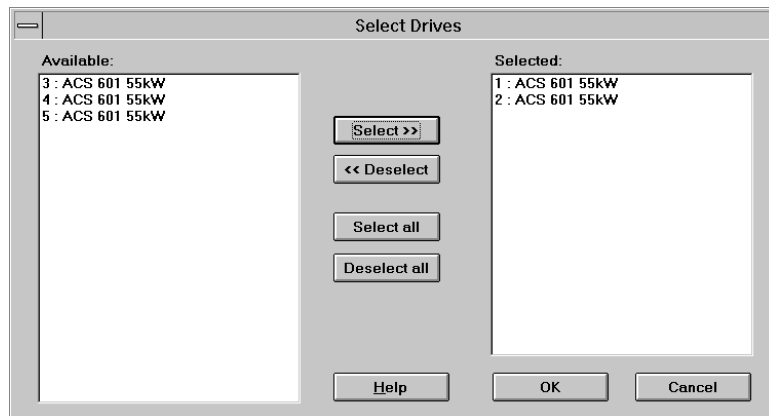 Select Drives
Available:
3 : ACS 601 55kW
4 : ACS 601 55kW
5 : ACS 601 55kW
Select >>
<< Deselect
Select all
Deselect all
Selected:
1 : ACS 601 55kW
2 : ACS 601 55kW
Help
OK
Cancel